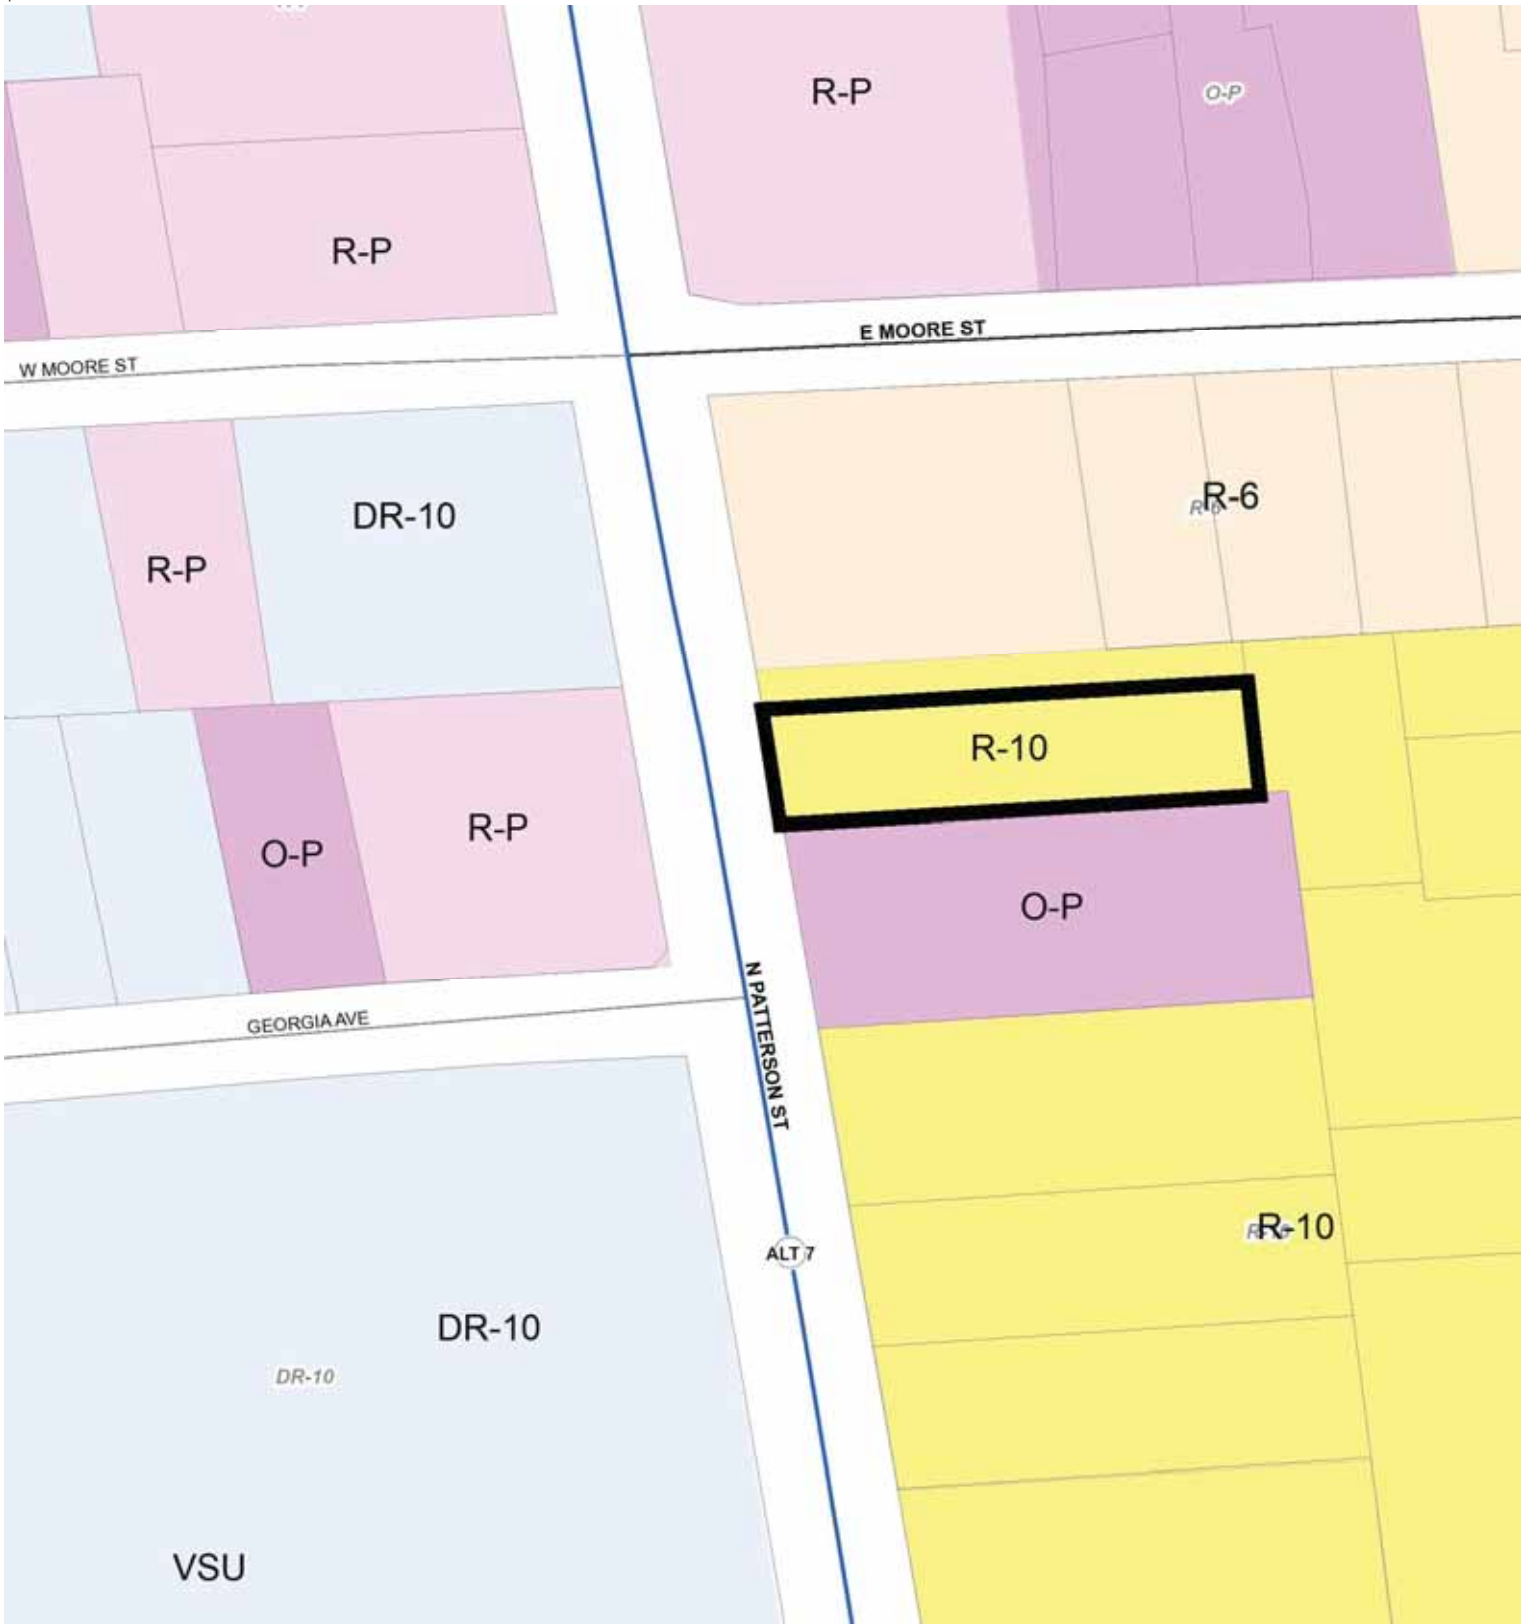 R-P
O-P
R-P
E MOORE ST
W MOORE ST
R-6
R-6
DR-10
R-P
R-10
R-P
O-P
O-P
N PATTERSON ST
GEORGIA AVE
R-10
ALT 7
DR-10
DR-10
VSU